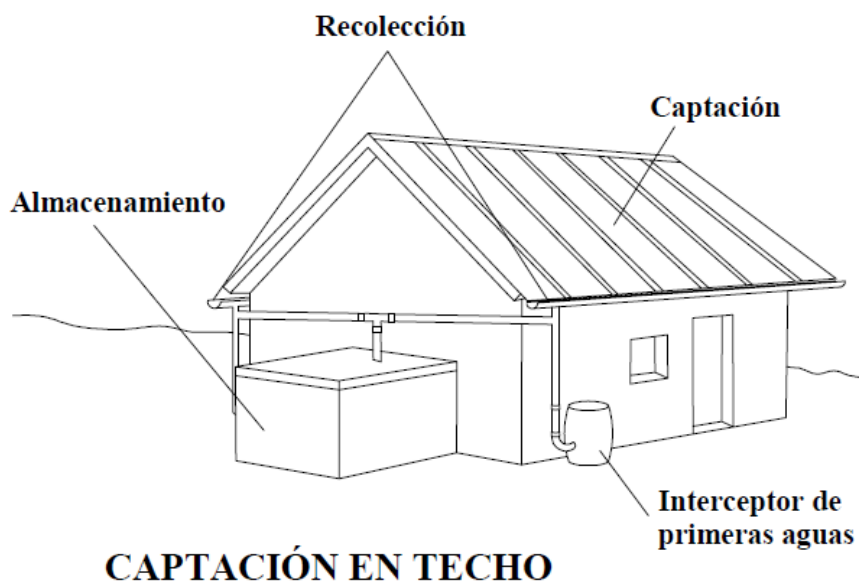 Recolección
Captación
Almacenamiento
Interceptor de
primeras aguas
CAPTACIÓN EN TECHO